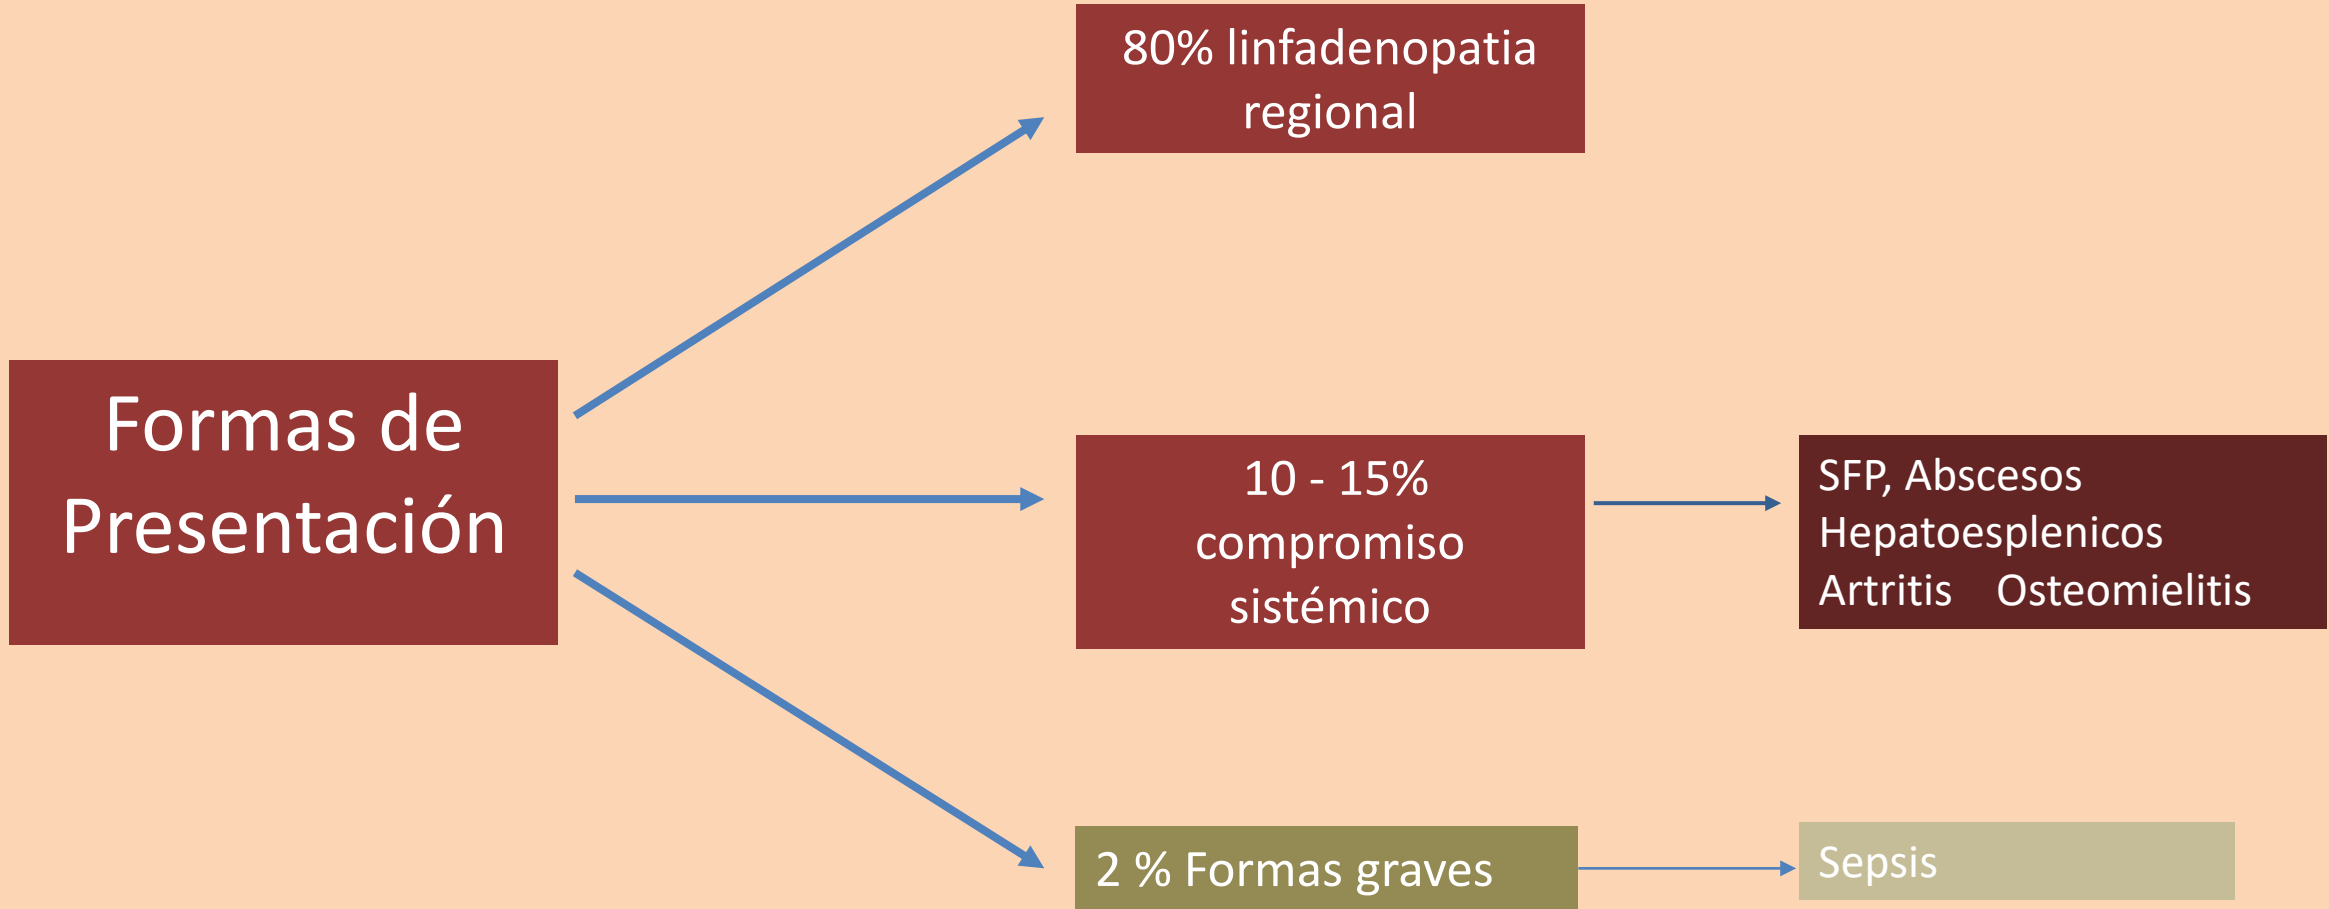 80% linfadenopatia
regional
Formas de
Presentación
10 - 15%
compromiso
sistémico
SFP, Abscesos
Hepatoesplenicos
Artritis    Osteomielitis
2 % Formas graves
Sepsis